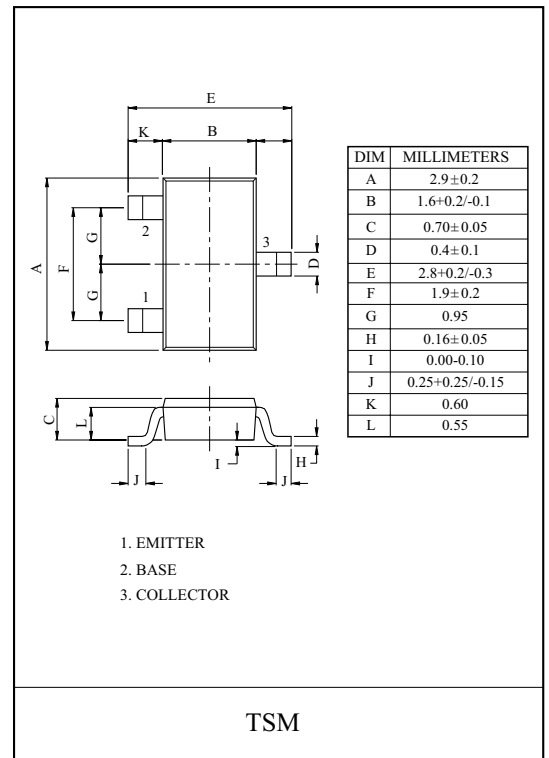 E
K B
DIM MILLIMETERS
A 2.9±0.2
B 1.6+0.2/-0.1
C 0.70±0.05
D 0.4±0.1
E 2.8+0.2/-0.3
F 1.9±0.2
G 0.95
H 0.16±0.05
I 0.00-0.10
J 0.25+0.25/-0.15
K 0.60
L 0.55
A
F
G
G
2
3
D
1
C
L
I
H
J
J
1. EMITTER
2. BASE
3. COLLECTOR
TSM